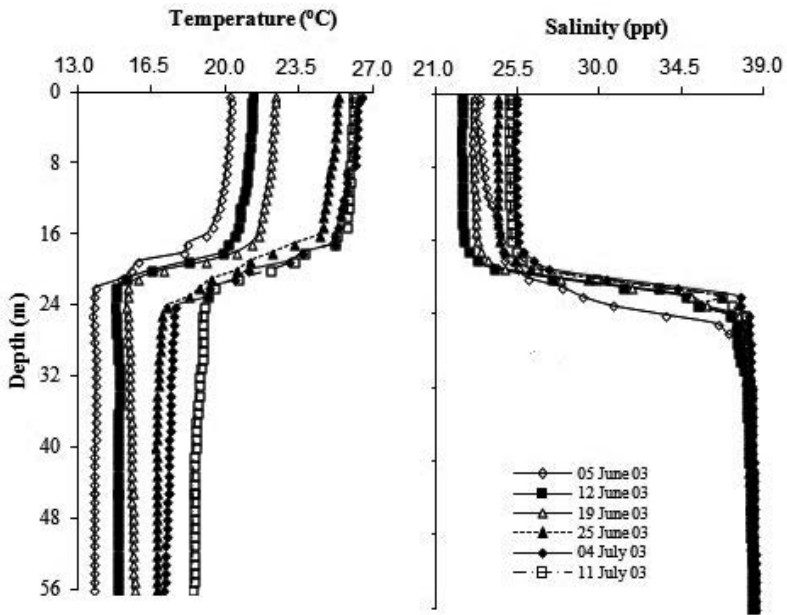 Temperature (⁰C)
13.0 16.5 20.0 23.5 27.0
Salinity (ppt)
21.0 25.5 30.0 34.5 39.0
Depth (m)
0
8
16
24
32
40
48
56
05 June 03
12 June 03
19 June 03
25 June 03
04 July 03
11 July 03